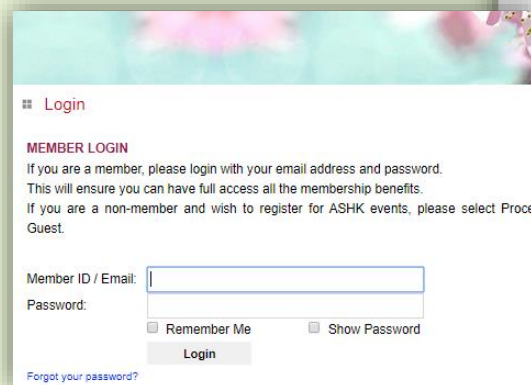 Login
MEMBER LOGIN
If you are a member, please login with your email address and password.
This will ensure you can have full access all the membership benefits.
If you are a non-member and wish to register for ASHK events, please select Proce
Guest.
Member ID / Email:
Password:
Remember Me Show Password
Login
Forgot your password?